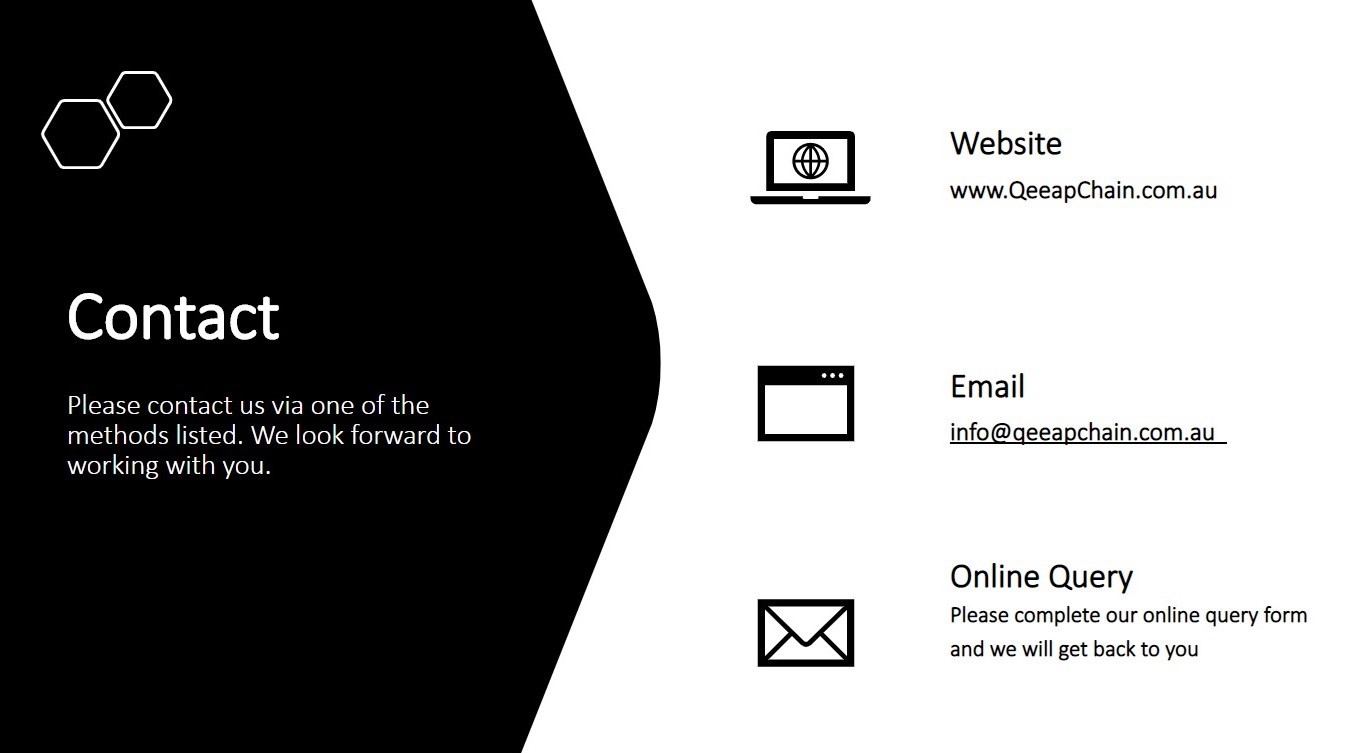 Contact
Please contact us via one of the
methods listed. We look forward to
working with you.
Website
www.QeeapChain.com.au
Email
info@qeeapchain.com.au
Online Query
Please complete our online query form
and we will get back to you